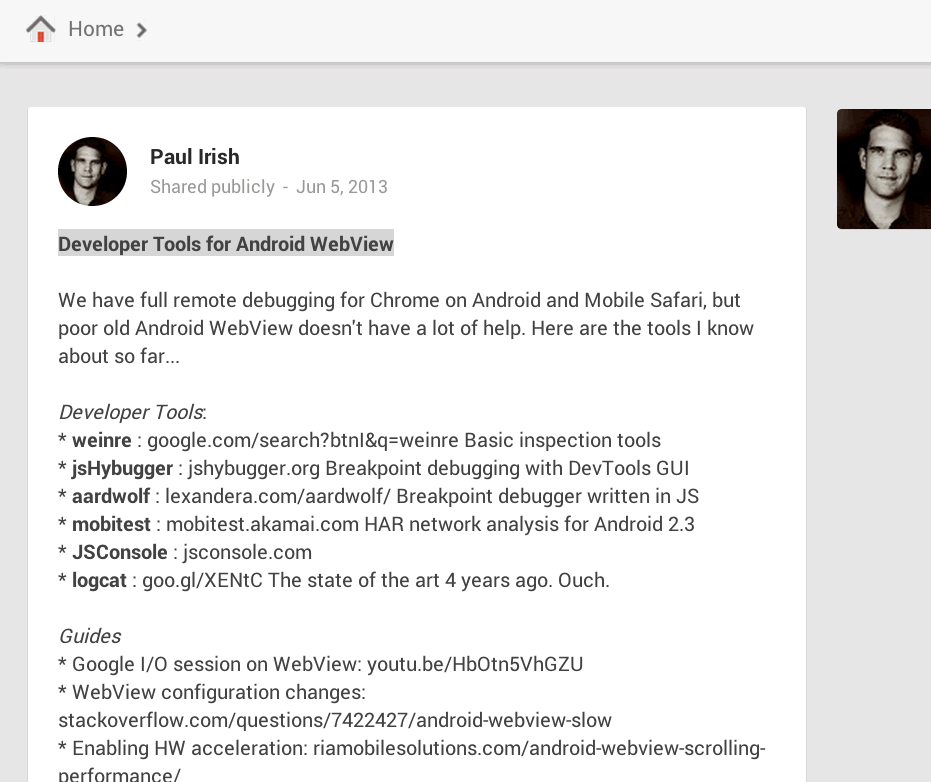 Home
Paul Irish
Shared publicly - Jun 5, 2013
Developer Tools for Android WebView
We have full remote debugging for Chrome on Android and Mobile Safari, but
poor old Android WebView doesn't have a lot of help. Here are the tools I know
about so far...
Developer Tools:
* weinre : google.com/search?btnI&q=weinre Basic inspection tools
* jsHybugger : jshybugger.org Breakpoint debugging with DevTools GUI
* aardwolf : lexandera.com/aardwolf/ Breakpoint debugger written in JS
* mobitest : mobitest.akamai.com HAR network analysis for Android 2.3
* JSConsole : jsconsole.com
* logcat : goo.gl/XENtC The state of the art 4 years ago. Ouch.
Guides
* Google I/O session on WebView: youtu.be/HbOtn5VhGZU
* WebView configuration changes:
stackoverflow.com/questions/7422427/android-webview-slow
* Enabling HW acceleration: riamobilesolutions.com/android-webview-scrolling-
performance/